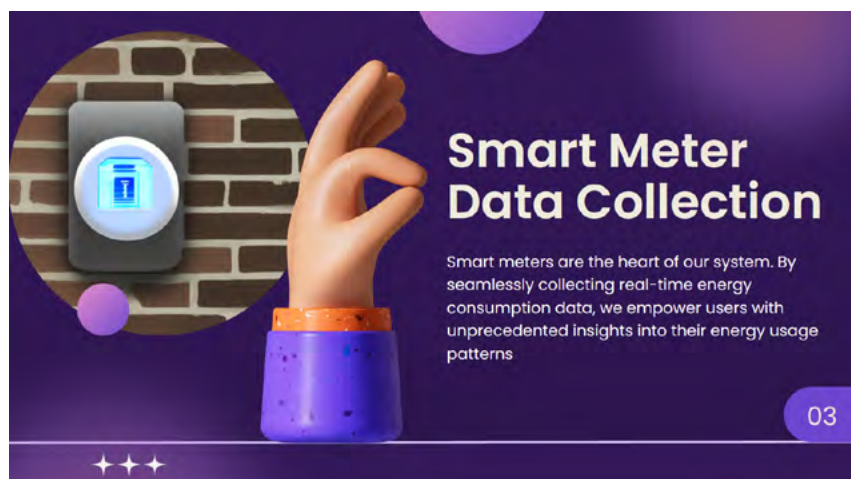 Smart Meter
Data Collection
Smart meters are the heart of our system. By
seamlessly collecting real-time energy
consumption data, we empower users with
unprecedented insights into their energy usage
patterns
03